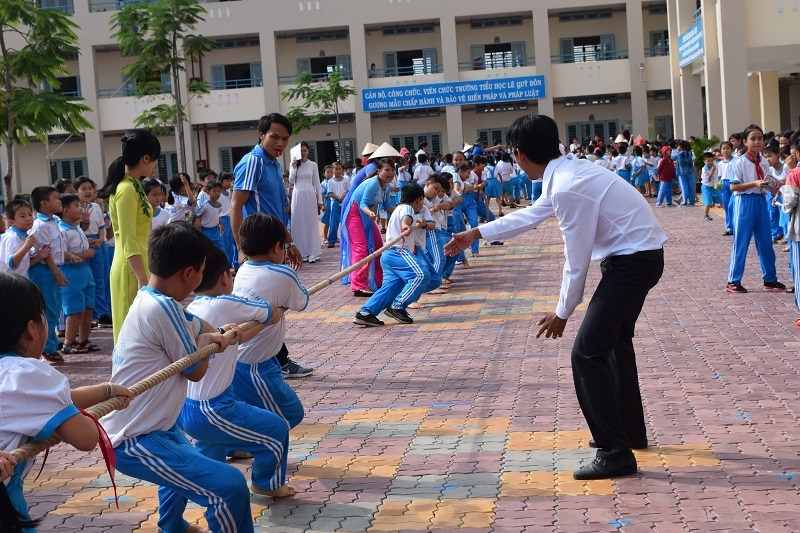 CÁN BỘ, CÔNG CHỨC, VIÊN CHỨC TRƯỜNG TIỂU HỌC LÊ QUÝ ĐÔN
GƯƠNG MẪU CHẤP HÀNH VÀ BẢO VỆ HIẾN PHÁP VÀ PHÁP LUẬT